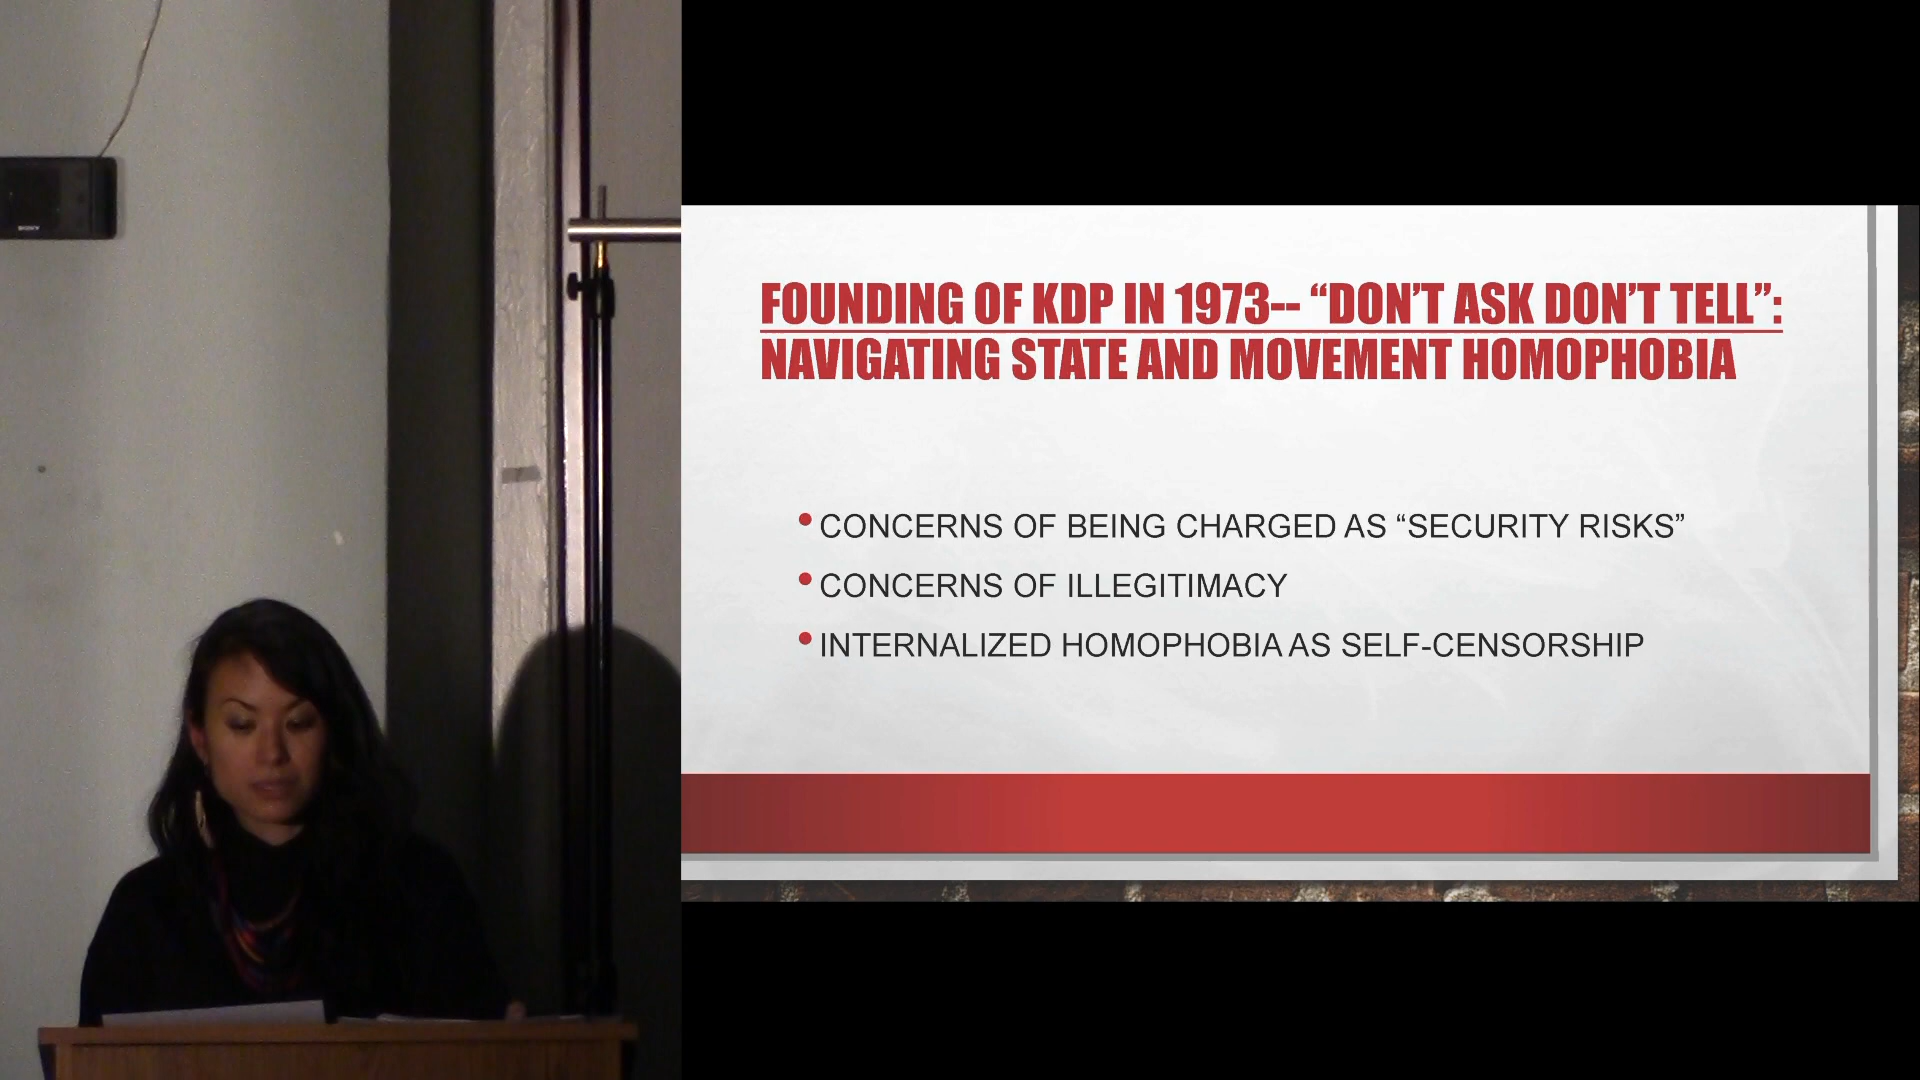 SONY
FOUNDING OF KDP IN 1973-- “DON’T ASK DON’T TELL”:
NAVIGATING STATE AND MOVEMENT HOMOPHOBIA
•CONCERNS OF BEING CHARGED AS “SECURITY RISKS”
•CONCERNS OF ILLEGITIMACY
•INTERNALIZED HOMOPHOBIA AS SELF-CENSORSHIP